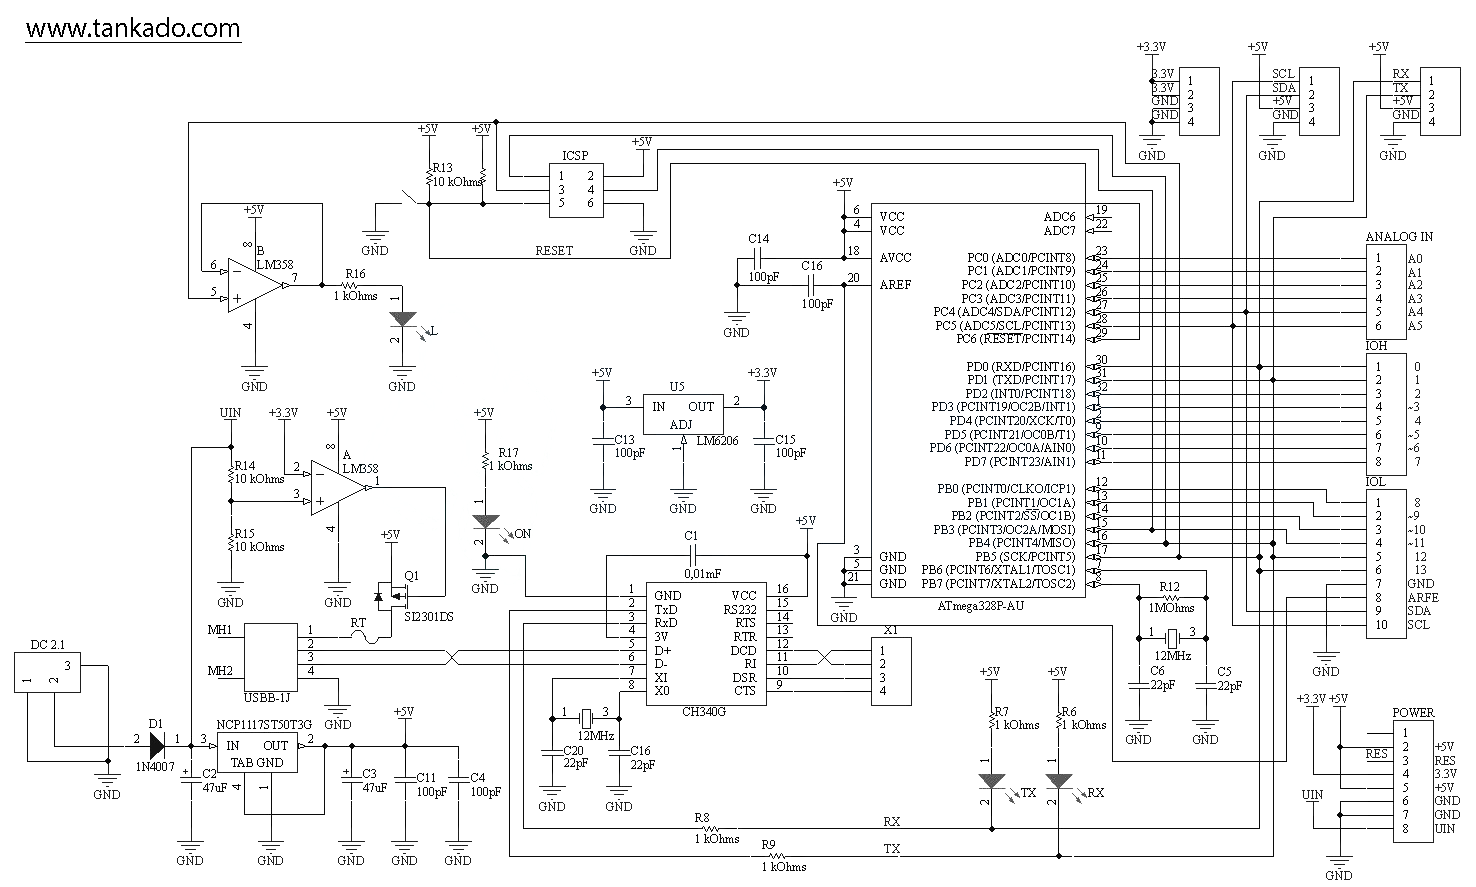 www.tankado.com
+3.3V
+5V
+5V
3.3V
3.3V
GND
GND
1
2
3
4
GND
SCL
SDA
+5V
GND
1
2
3
4
GND
RX
TX
+5V
GND
1
2
3
4
GND
+5V
+5V
R13
10 kOhms
ICSP
1 2
3 4
5 6
+5V
GND
GND
RESET
+5V
8
B
LM358
6
5
7
4
GND
R16
1 kOhms
1
2
L
GND
+5V
C14
100pF
C16
100pF
GND
6 VCC
4 VCC
18 AVCC
20 AREF
3 GND
5 GND
21 GND
GND
ATmega328P-AU
ADC6 19
ADC7 22
PC0 (ADC0/PCINT8) 23
PC1 (ADC1/PCINT9) 24
PC2 (ADC2/PCINT10) 25
PC3 (ADC3/PCINT11) 26
PC4 (ADC4/SDA/PCINT12) 27
PC5 (ADC5/SCL/PCINT13) 28
PC6 (RESET/PCINT14) 29
PD0 (RXD/PCINT16) 30
PD1 (TXD/PCINT17) 31
PD2 (INT0/PCINT18) 32
PD3 (PCINT19/OC2B/INT1) 1
PD4 (PCINT20/XCK/T0)
PD5 (PCINT21/OC0B/T1) 9
PD6 (PCINT22/OC0A/AIN0) 10
PD7 (PCINT23/AIN1) 11
PB0 (PCINT0/CLKO/ICP1) 12
PB1 (PCINT1/OC1A) 13
PB2 (PCINT2/SS/OC1B) 14
PB3 (PCINT3/OC2A/MOSI) 15
PB4 (PCINT4/MISO) 16
PB5 (SCK/PCINT5) 17
PB6 (PCINT6/XTAL1/TOSC1) 7
PB7 (PCINT7/XTAL2/TOSC2) 8
ANALOG IN
1 A0
2 A1
3 A2
4 A3
5 A4
6 A5
IOH
1 0
2 1
3 2
4 ~3
5 4
6 ~5
7 ~6
8 7
IOL
1 8
2 ~9
3 ~10
4 ~11
5 12
6 13
7 GND
8 ARFE
9 SDA
10 SCL
GND
R12
1MOhms
1 3
12MHz
C6
22pF
C5
22pF
GND
GND
+5V
U5
+3.3V
3 IN OUT 2
ADJ
LM6206
1
C13
100pF
C15
100pF
GND
GND
GND
UIN
+3.3V
+5V
8
A
LM358
2
3
1
4
R14
10 kOhms
R15
10 kOhms
GND
GND
+5V
Q1
SI2301DS
+5V
R17
1 kOhms
1
2
ON
GND
+5V
C1
0,01mF
1 GND
2 TxD
3 RxD
4 3V
5 D+
6 D-
7 XI
8 X0
VCC 16
RS232 15
RTS 14
RTR 13
DCD 12
RI 11
DSR 10
CTS 9
CH340G
X1
1
2
3
4
RT
MH1
MH2
1
2
3
4
USBB-1J
GND
DC 2.1
1
2
3
GND
2 D1 1
1N4007
NCP1117ST50T3G
3 IN OUT 2
TAB GND
4
1
+5V
+
C2
47uF
+
C3
47uF
C11
100pF
C4
100pF
GND
GND
GND
GND
GND
1 3
12MHz
C20
22pF
C16
22pF
GND
GND
+5V
+5V
R7
1 kOhms
R6
1 kOhms
1
2
TX
1
2
RX
R8
1 kOhms
RX
R9
1 kOhms
TX
+3.3V
+5V
POWER
1
2 +5V
RES 3 RES
4 3.3V
5 +5V
6 GND
7 GND
UIN 8 UIN
GND